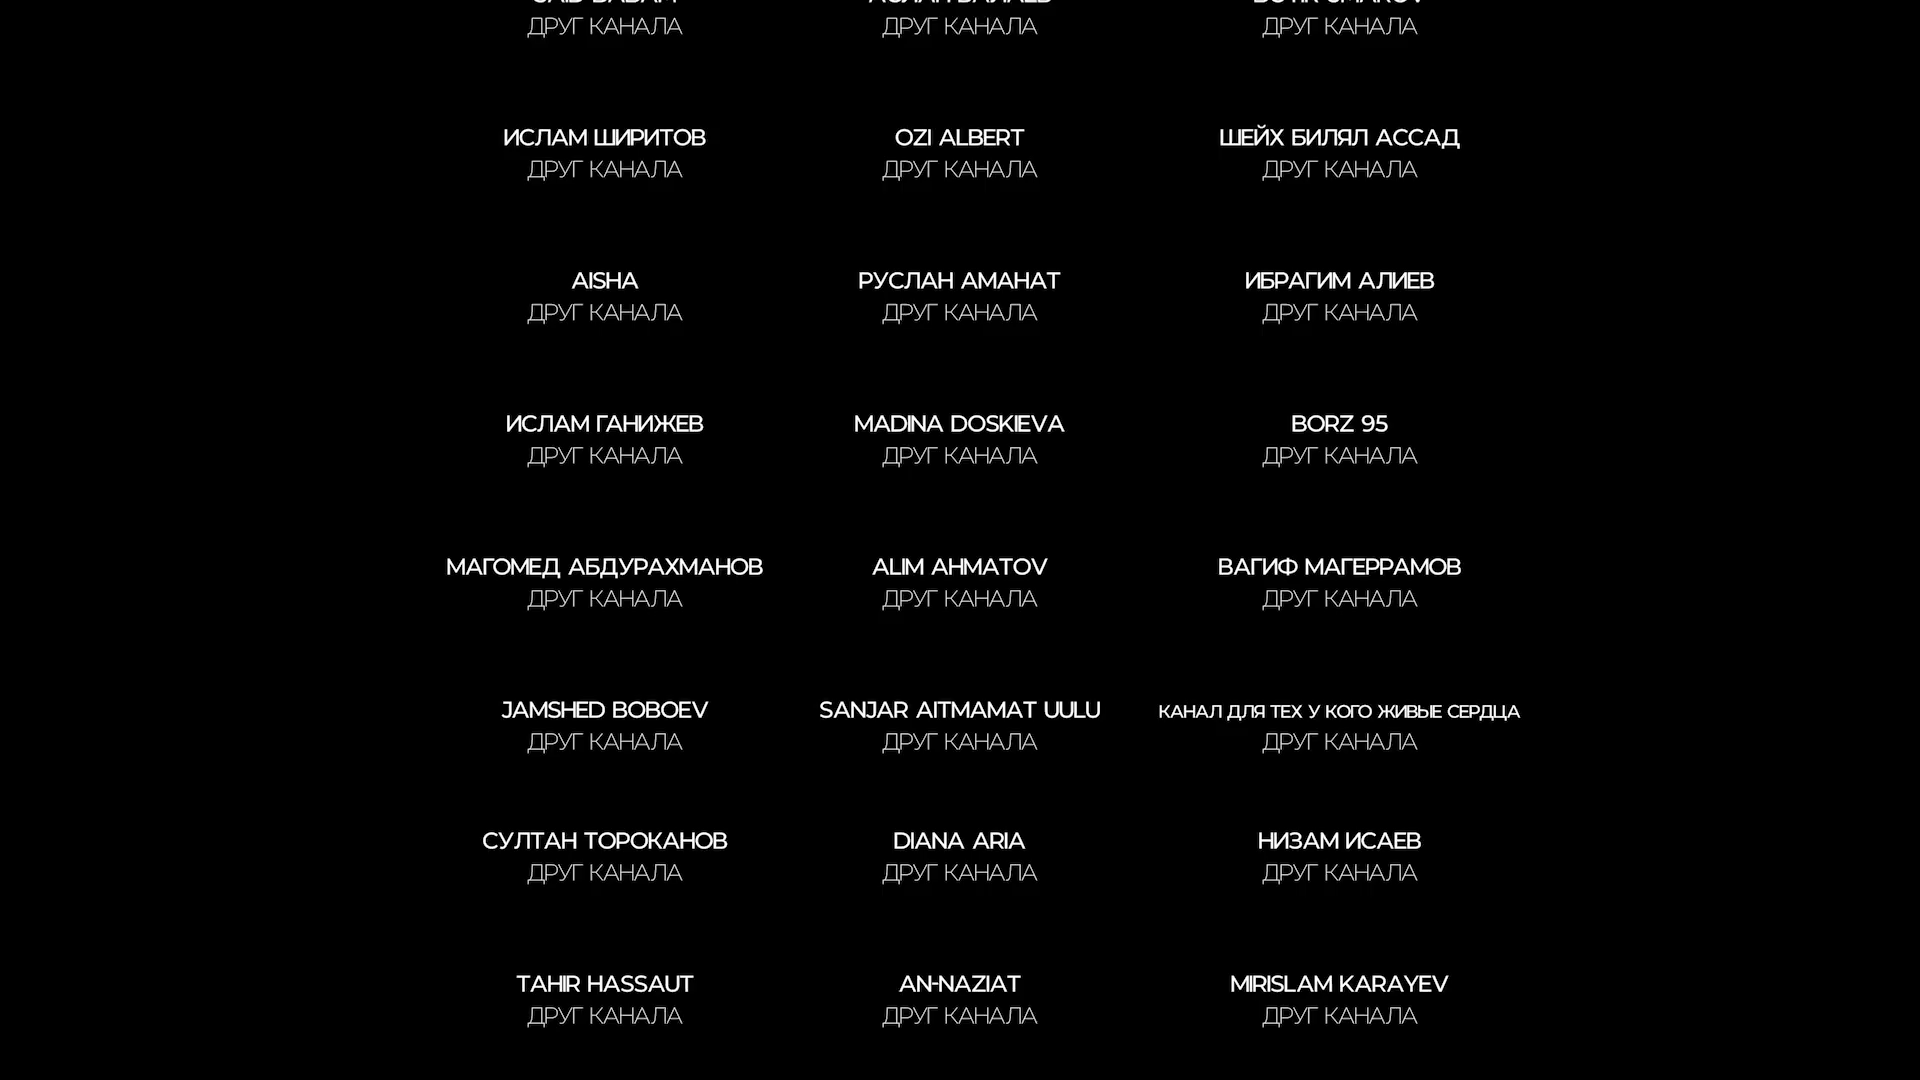 ДРУГ КАНАЛА ДРУГ КАНАЛА ДРУГ КАНАЛА
ИСЛАМ ШИРИТОВ OZI ALBERT ШЕЙХ БИЛЯЛ АССАД
ДРУГ КАНАЛА ДРУГ КАНАЛА ДРУГ КАНАЛА
AISHA РУСЛАН АМАНАТ ИБРАГИМ АЛИЕВ
ДРУГ КАНАЛА ДРУГ КАНАЛА ДРУГ КАНАЛА
ИСЛАМ ГАНИЖЕВ MADINA DOSKIEVA BORZ 95
ДРУГ КАНАЛА ДРУГ КАНАЛА ДРУГ КАНАЛА
МАГОМЕД АБДУРАХМАНОВ ALIM AHMATOV ВАГИФ МАГЕРРАМОВ
ДРУГ КАНАЛА ДРУГ КАНАЛА ДРУГ КАНАЛА
JAMSHED BOBOEV SANJAR AITMAMAT UULU КАНАЛ ДЛЯ ТЕХ У КОГО ЖИВЫЕ СЕРДЦА
ДРУГ КАНАЛА ДРУГ КАНАЛА ДРУГ КАНАЛА
СУЛТАН ТОРОКАНОВ DIANA ARIA НИЗАМ ИСАЕВ
ДРУГ КАНАЛА ДРУГ КАНАЛА ДРУГ КАНАЛА
TAHIR HASSAUT AN-NAZIAT MIRISLAM KARAYEV
ДРУГ КАНАЛА ДРУГ КАНАЛА ДРУГ КАНАЛА